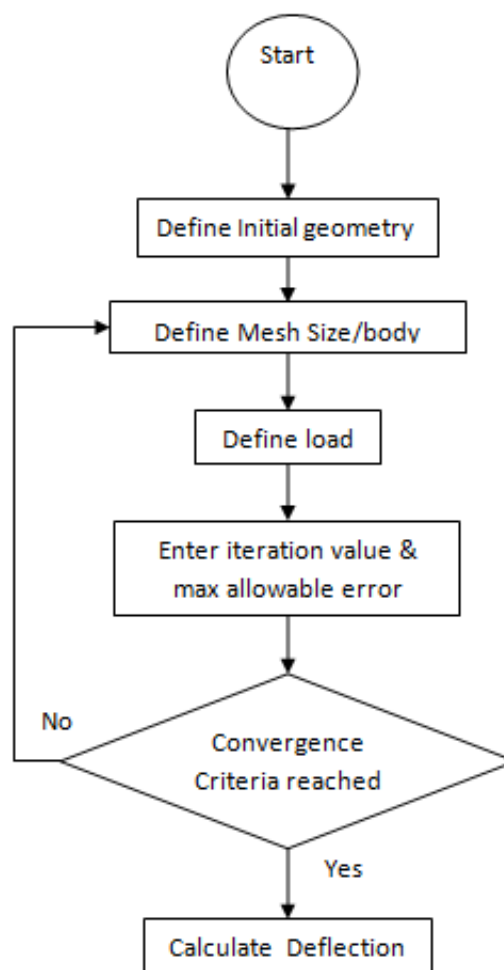 Start
Define Initial geometry
Define Mesh Size/body
Define load
Enter iteration value &
max allowable error
No
Convergence
Criteria reached
Yes
Calculate Deflection